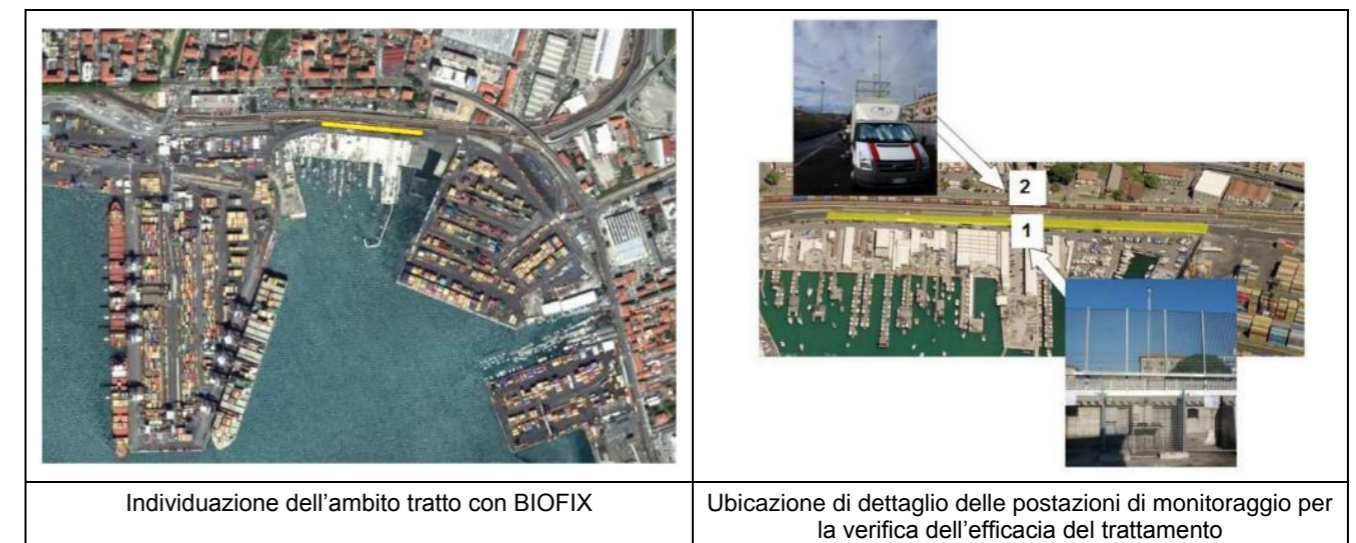 2
1
Individuazione dell'ambito tratto con BIOFIX
Ubicazione di dettaglio delle postazioni di monitoraggio per
la verifica dell'efficacia del trattamento